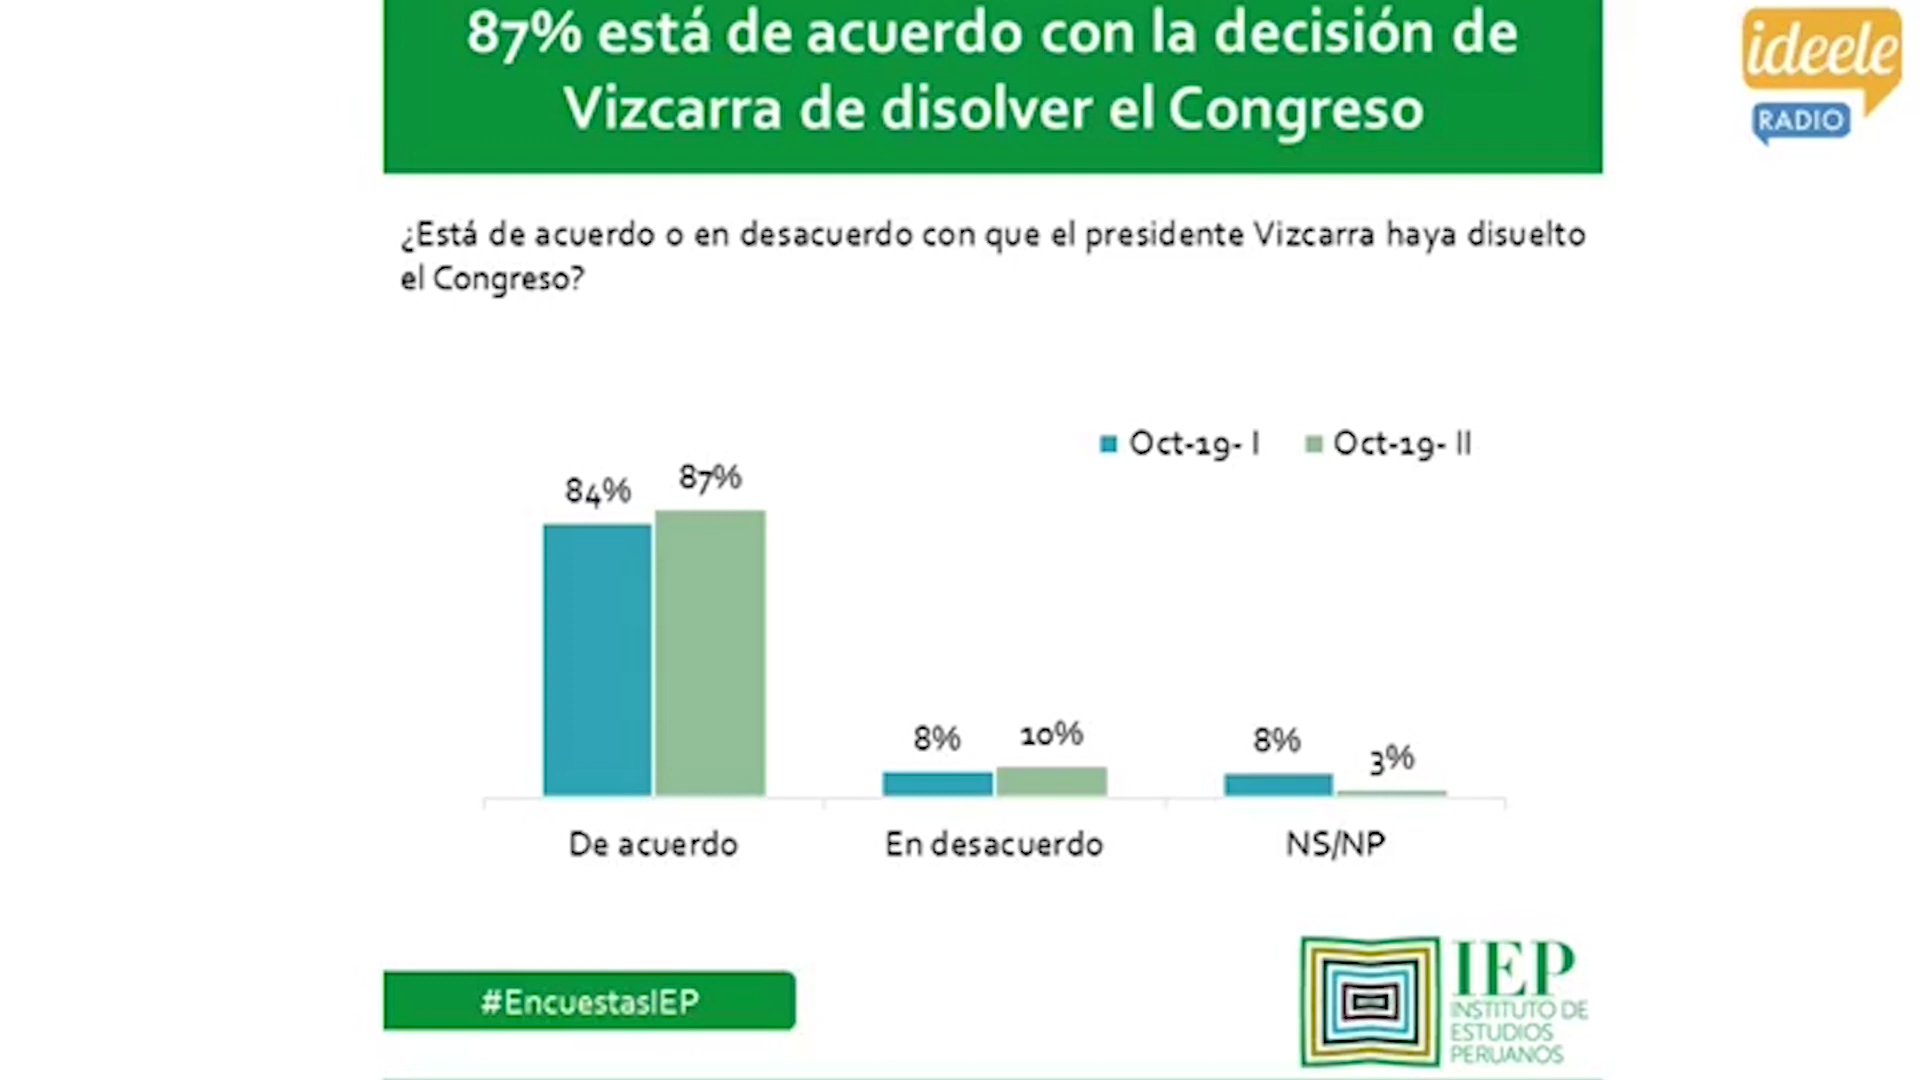 87% está de acuerdo con la decisión de
Vizcarra de disolver el Congreso
ideele
RADIO
¿Está de acuerdo o en desacuerdo con que el presidente Vizcarra haya disuelto
el Congreso?
Oct-19- I
Oct-19- II
84%
87%
8%
10%
8%
3%
De acuerdo
En desacuerdo
NS/NP
#EncuestasIEP
IEP
INSTITUTO DE
ESTUDIOS
PERUANOS